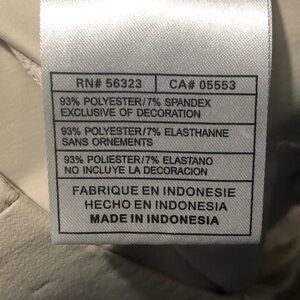 RN# 56323 CA# 05553
93% POLYESTER/7% SPANDEX
EXCLUSIVE OF DECORATION
93% POLYESTER/7% ELASTHANNE
SANS ORNEMENTS
93% POLIESTER/7% ELASTANO
NO INCLUYE LA DECORACION
FABRIQUE EN INDONESIE
HECHO EN INDONESIA
MADE IN INDONESIA